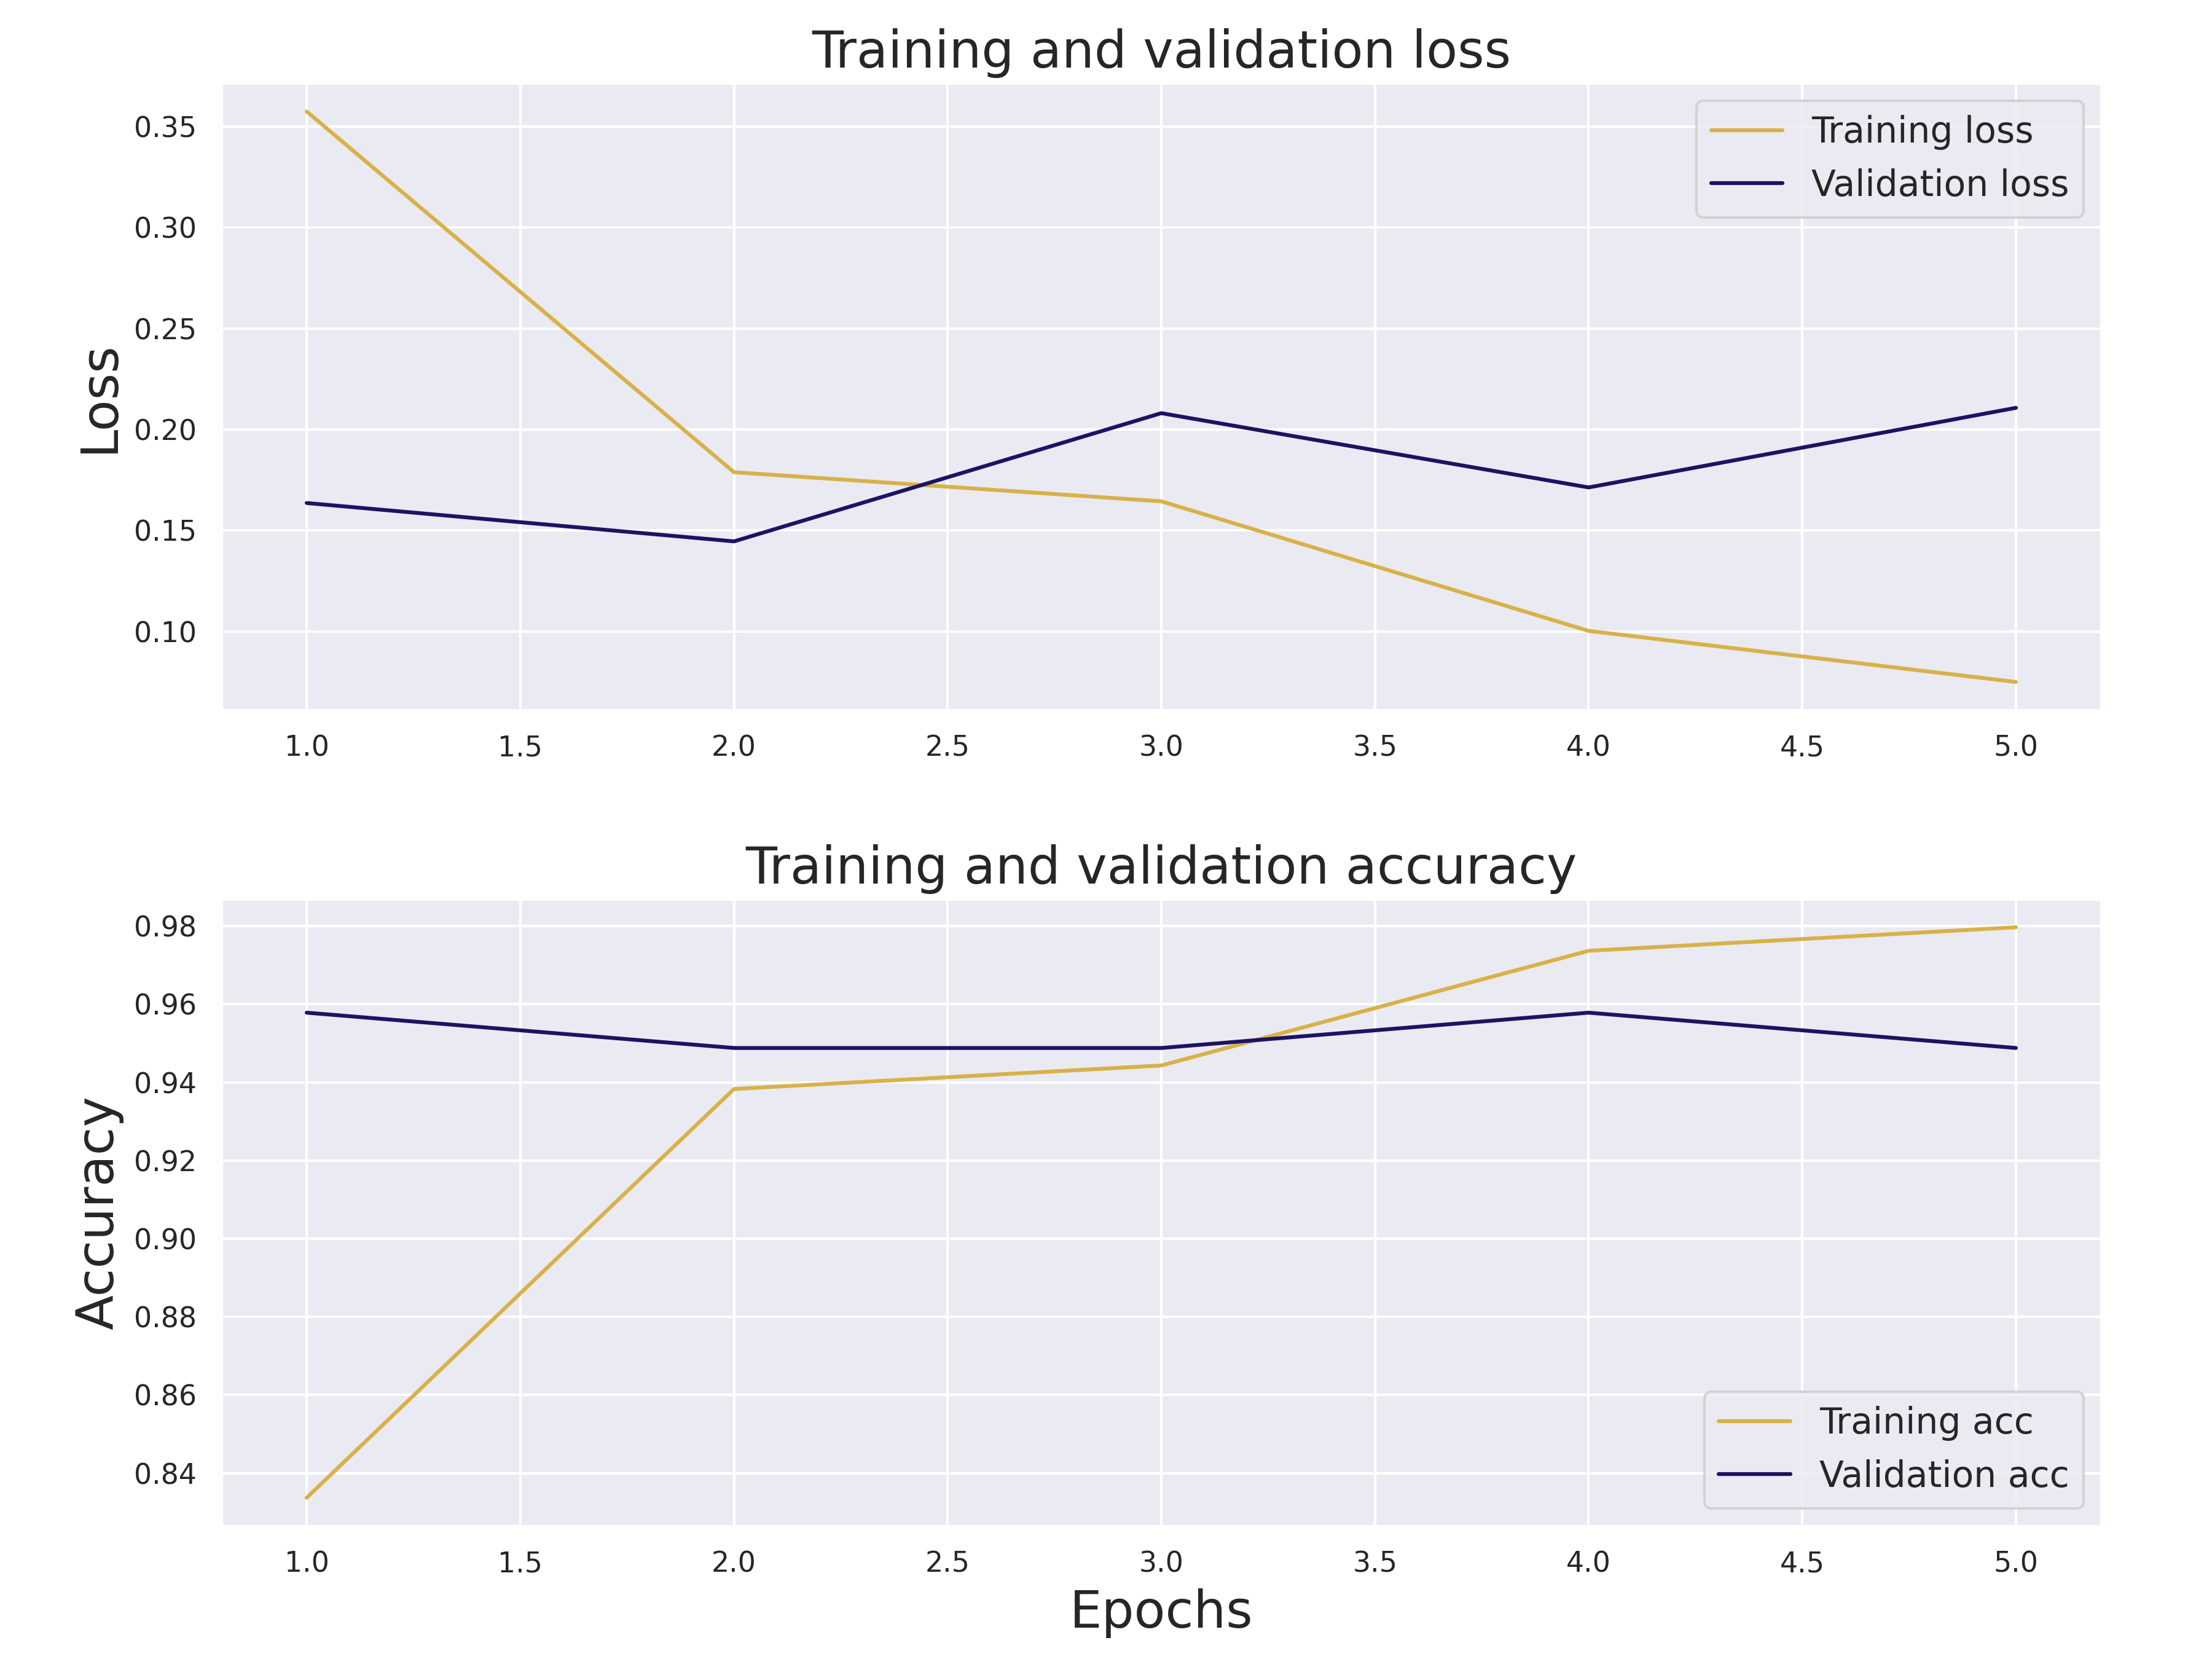 Training and validation loss
Loss
0.35
0.30
0.25
0.20
0.15
0.10
Training loss
Validation loss
1.0 1.5 2.0 2.5 3.0 3.5 4.0 4.5 5.0
Training and validation accuracy
Accuracy
0.98
0.96
0.94
0.92
0.90
0.88
0.86
0.84
Training acc
Validation acc
1.0 1.5 2.0 2.5 3.0 3.5 4.0 4.5 5.0
Epochs